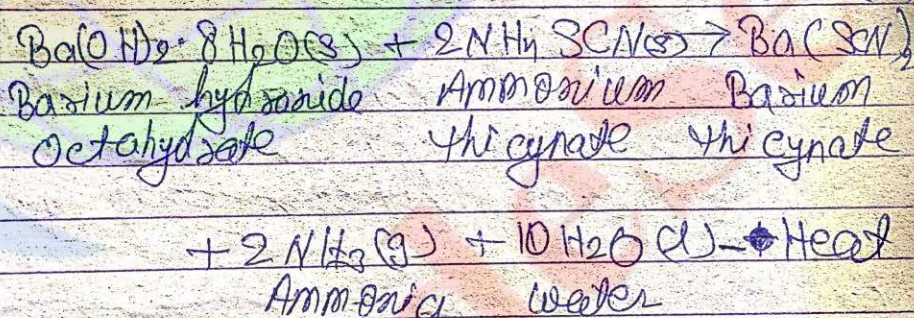 Ba(OH)2·8H2O(s) + 2NH4SCN(s) → Ba(SCN)2
Barium hydroxide Ammonium Barium
Octahydrate thicynate thicynate
+ 2NH3(g) + 10H2O(l) - Heat
Ammonia water